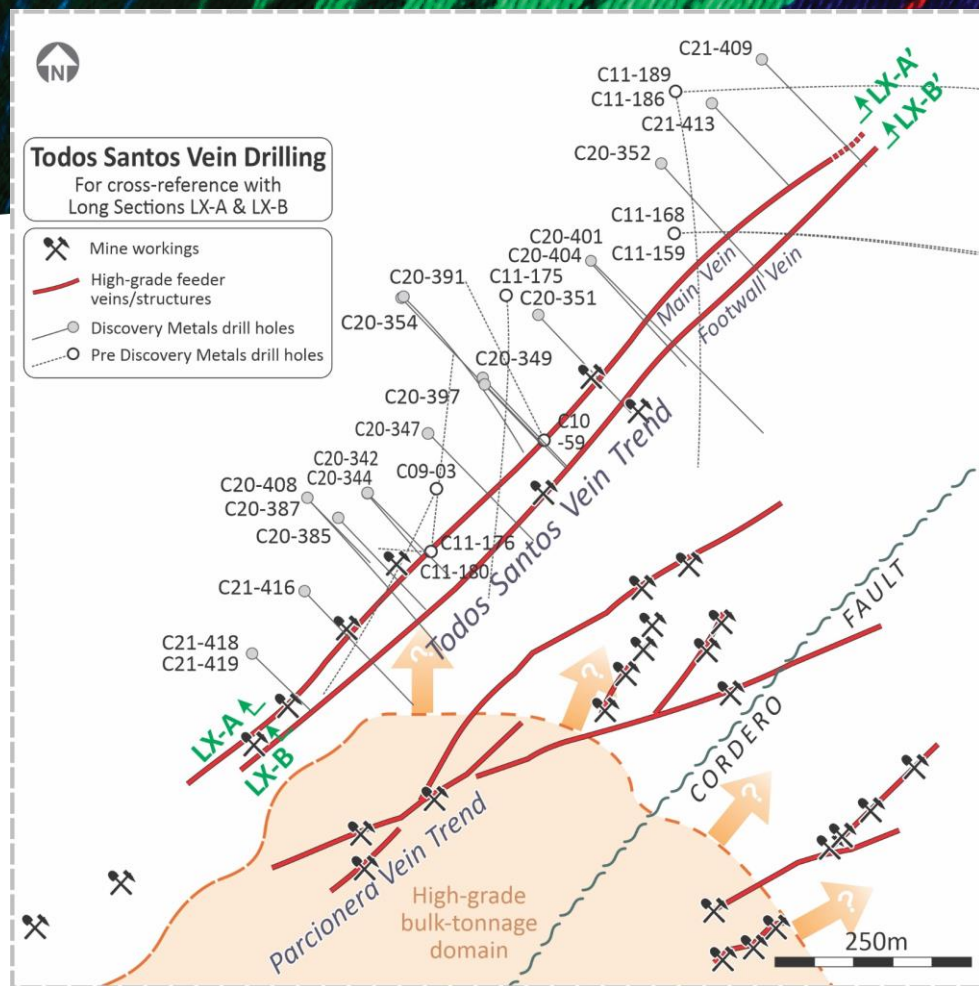 N
Todos Santos Vein Drilling
For cross-reference with
Long Sections LX-A & LX-B
Mine workings
High-grade feeder
veins/structures
Discovery Metals drill holes
Pre Discovery Metals drill holes
C21-409
C11-189
C11-186
C21-413
C20-352
LX-A'
LX-B'
C11-168
C11-159
C20-401
C20-404
C20-391
C11-175
C20-351
C20-354
Main Vein
Footwall Vein
C20-349
C20-397
C20-347
C10
-59
C20-342
C20-344
C09-03
C20-408
C20-387
C20-385
C11-176
C11-180
Todos Santos Vein Trend
C21-416
C21-418
C21-419
LX-A
LX-B
?
?
?
?
CORDERO FAULT
Parcionera Vein Trend
High-grade
bulk-tonnage
domain
250m